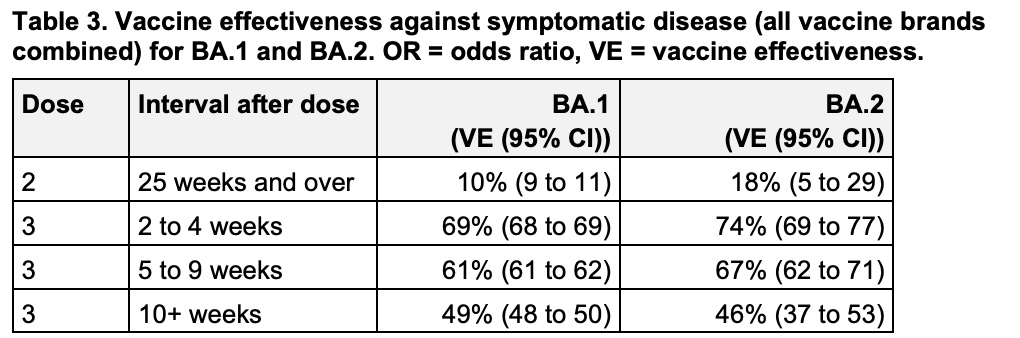 Table 3. Vaccine effectiveness against symptomatic disease (all vaccine brands
combined) for BA.1 and BA.2. OR = odds ratio, VE = vaccine effectiveness.
Dose Interval after dose BA.1 BA.2
(VE (95% CI)) (VE (95% CI))
2 25 weeks and over 10% (9 to 11) 18% (5 to 29)
3 2 to 4 weeks 69% (68 to 69) 74% (69 to 77)
3 5 to 9 weeks 61% (61 to 62) 67% (62 to 71)
3 10+ weeks 49% (48 to 50) 46% (37 to 53)